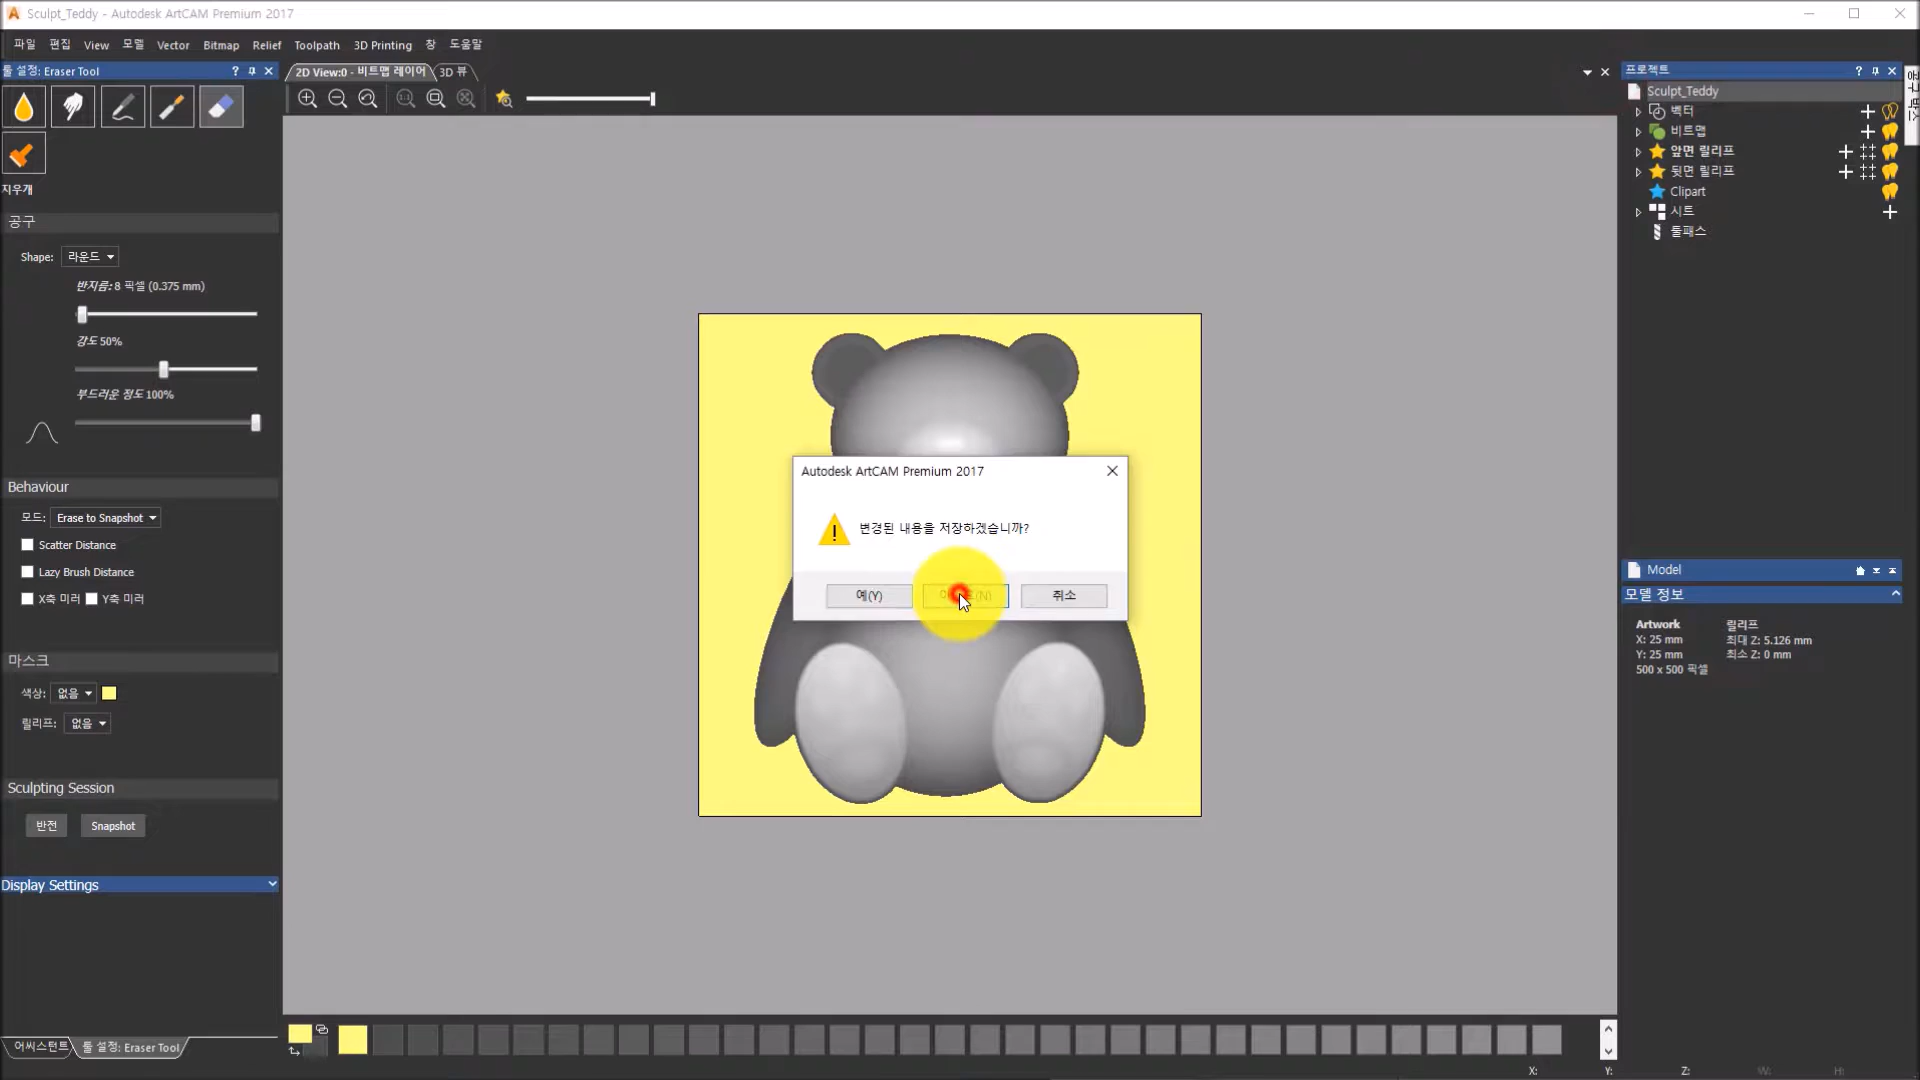 Sculpt_Teddy - Autodesk ArtCAM Premium 2017
파일 편집 View 모델 Vector Bitmap Relief Toolpath 3D Printing 창 도움말
툴 설정: Eraser Tool
2D View:0 - 비트맵 레이어
3D 뷰
프로젝트
지우개
공구
Shape: 라운드
반지름: 8 픽셀 (0.375 mm)
강도 50%
부드러운 정도 100%
Behaviour
모드: Erase to Snapshot
Scatter Distance
Lazy Brush Distance
X축 미러 Y축 미러
마스크
색상: 없음
릴리프: 없음
Sculpting Session
반전 Snapshot
Display Settings
어씨스턴트 툴 설정: Eraser Tool
Autodesk ArtCAM Premium 2017
변경된 내용을 저장하겠습니까?
예(Y) 취소
Sculpt_Teddy
벡터
비트맵
앞면 릴리프
뒷면 릴리프
Clipart
시트
툴패스
Model
모델 정보
Artwork 릴리프
X: 25 mm 최대 Z: 5.126 mm
Y: 25 mm 최소 Z: 0 mm
500 x 500 픽셀
X: Y: Z: W: H: